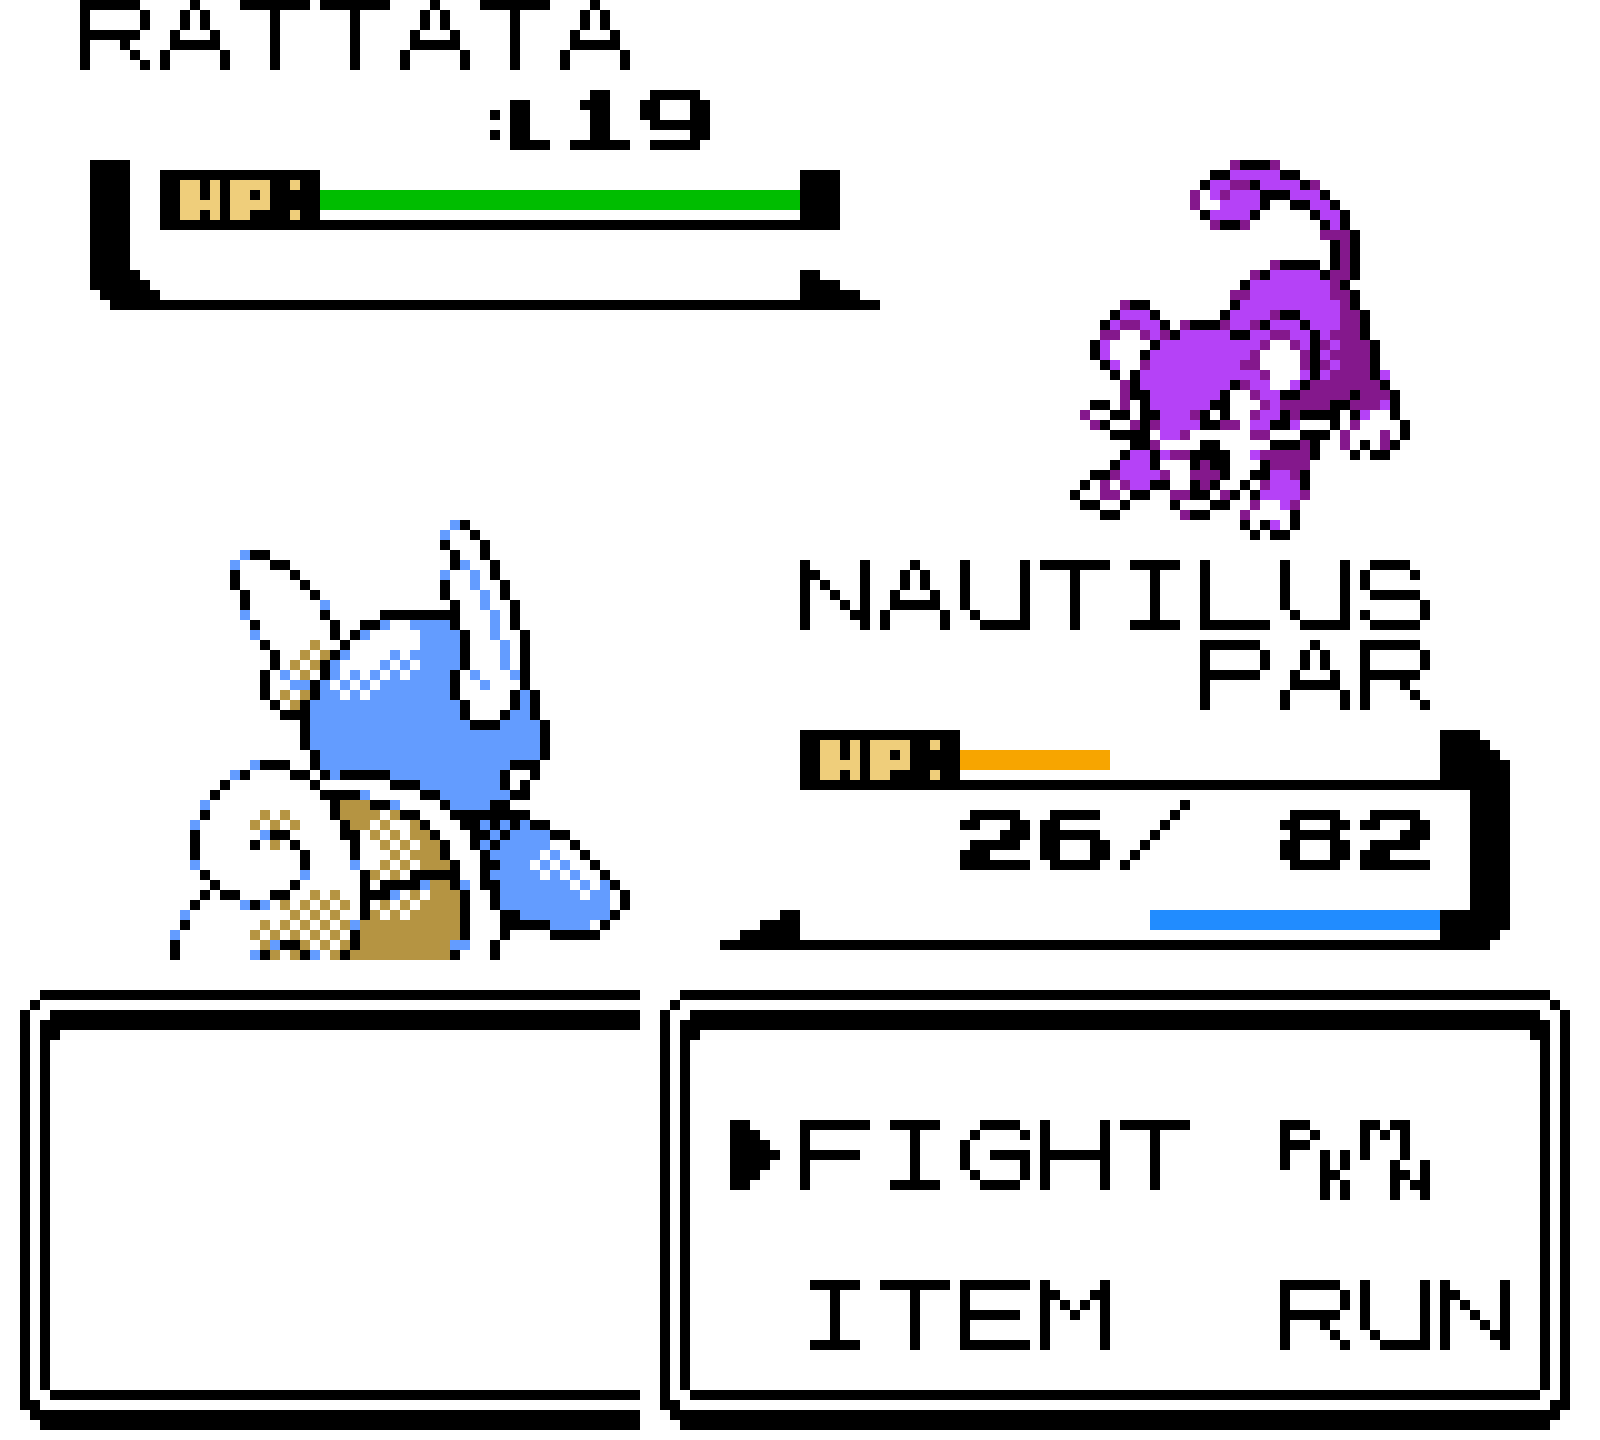 RATTATA
:L19
HP:
NAUTILUS
PAR
HP:
26/ 82
FIGHT PKMN
ITEM RUN